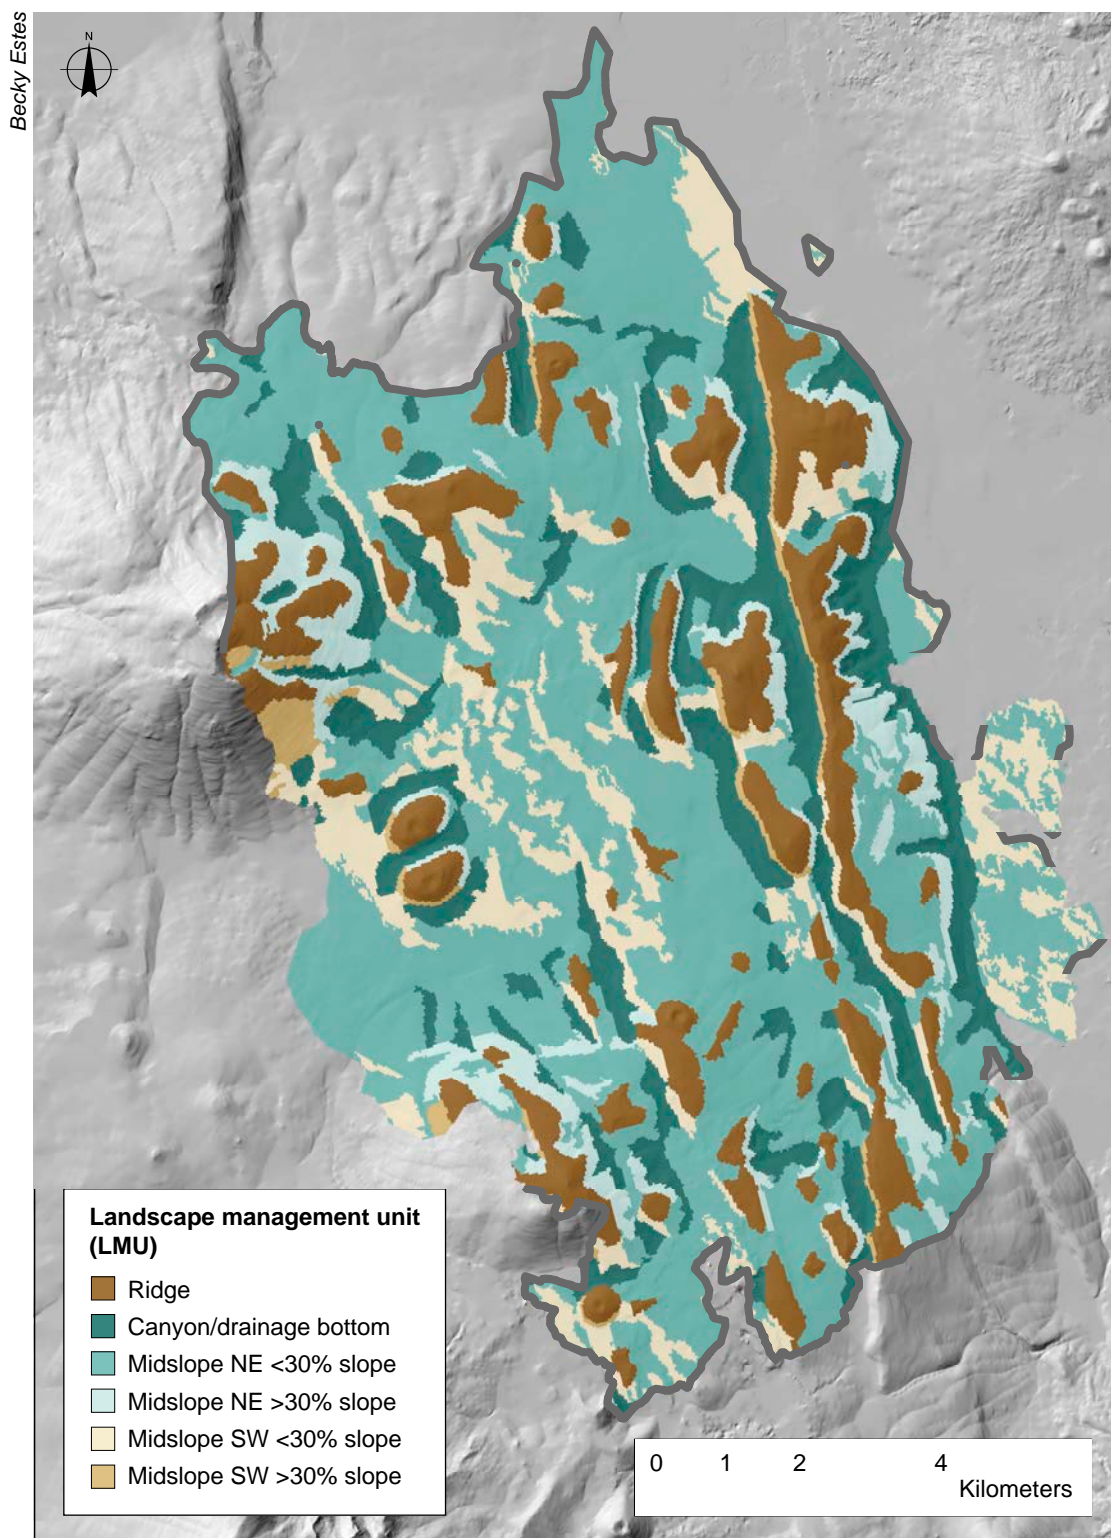 Becky Estes
N
Landscape management unit
(LMU)
Ridge
Canyon/drainage bottom
Midslope NE <30% slope
Midslope NE >30% slope
Midslope SW <30% slope
Midslope SW >30% slope
0 1 2 4
Kilometers